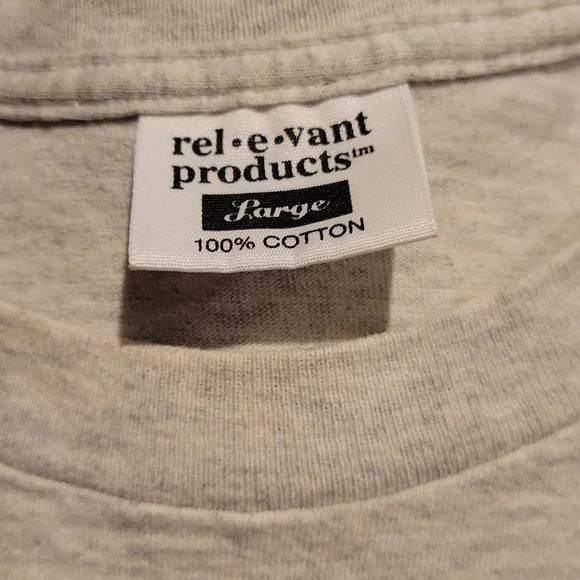 rel•e•vant
products™
Large
100% COTTON